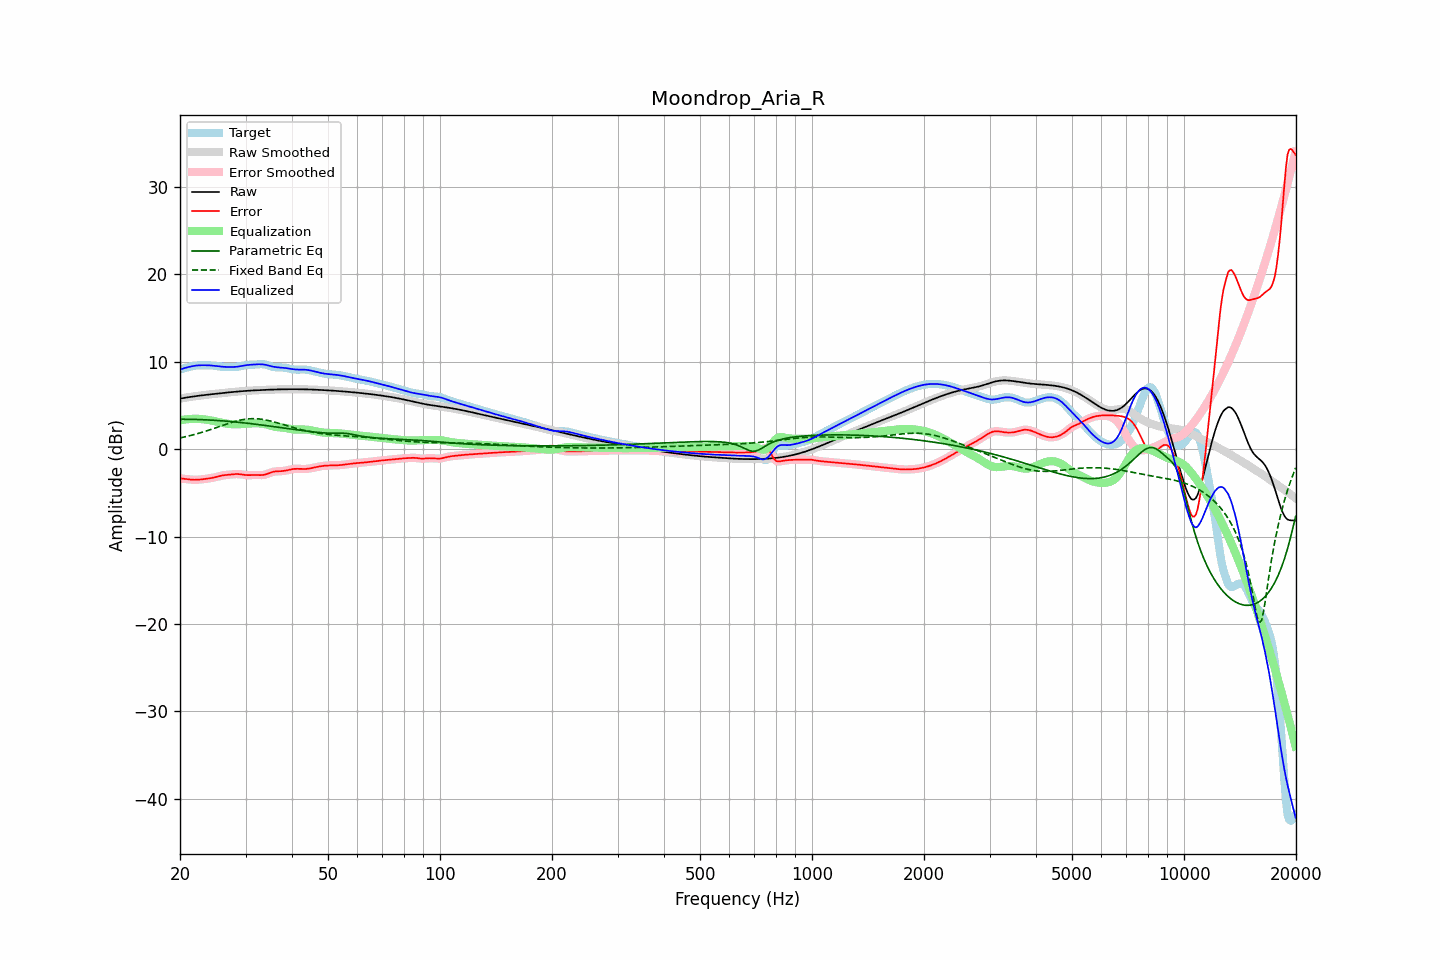 Moondrop_Aria_R
Target
Raw Smoothed
Error Smoothed
Raw
Error
Equalization
Parametric Eq
Fixed Band Eq
Equalized
Amplitude (dBr)
30
20
10
0
−10
−20
−30
−40
20 50 100 200 500 1000 2000 5000 10000 20000
Frequency (Hz)